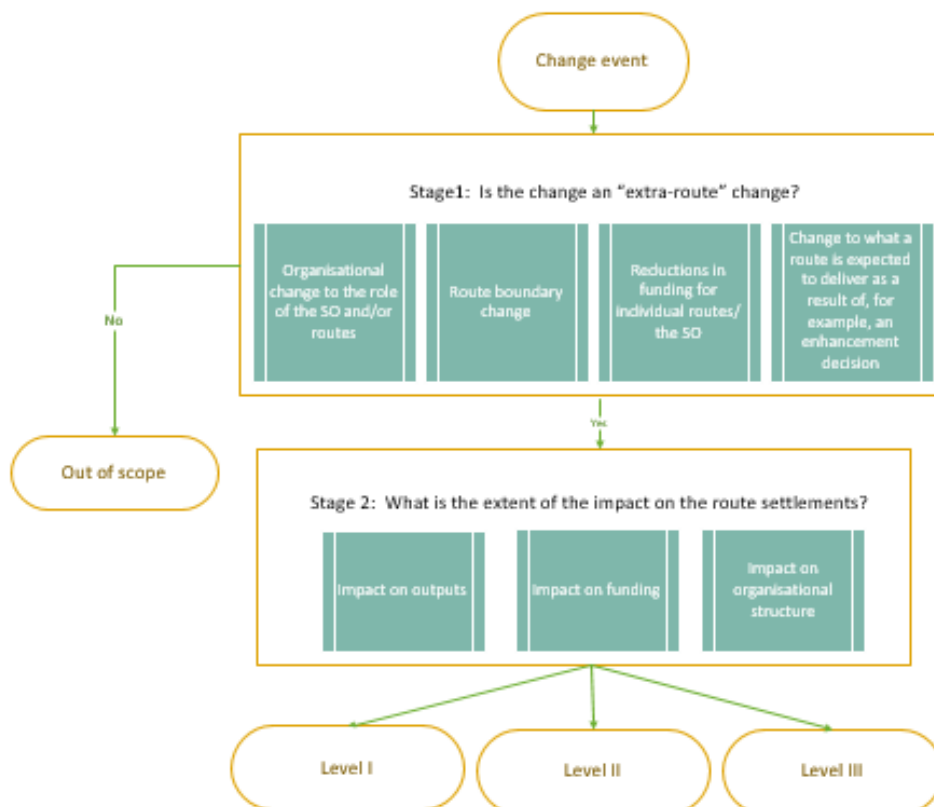 Change event
Stage1: Is the change an "extra-route" change?
Organisational
change to the role
of the SO and/or
routes
Route boundary
change
Reductions in
funding for
individual routes/
the SO
Change to what a
route is expected
to deliver as a
result of, for
example, an
enhancement
decision
No
Yes
Out of scope
Stage 2: What is the extent of the impact on the route settlements?
Impact on outputs
Impact on funding
Impact on
organisational
structure
Level I
Level II
Level III